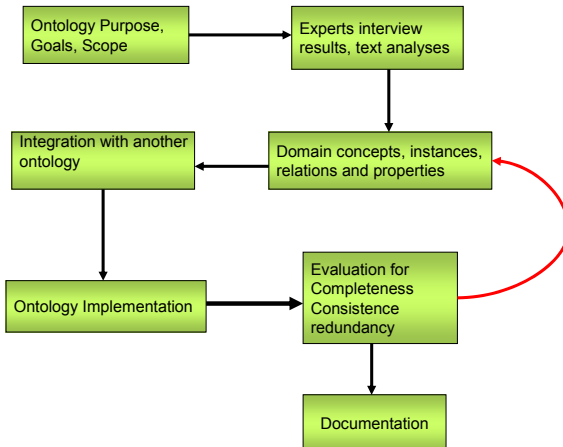 Ontology Purpose,
Goals, Scope
Experts interview
results, text analyses
Integration with another
ontology
Domain concepts, instances,
relations and properties
Ontology Implementation
Evaluation for
Completeness
Consistence
redundancy
Documentation